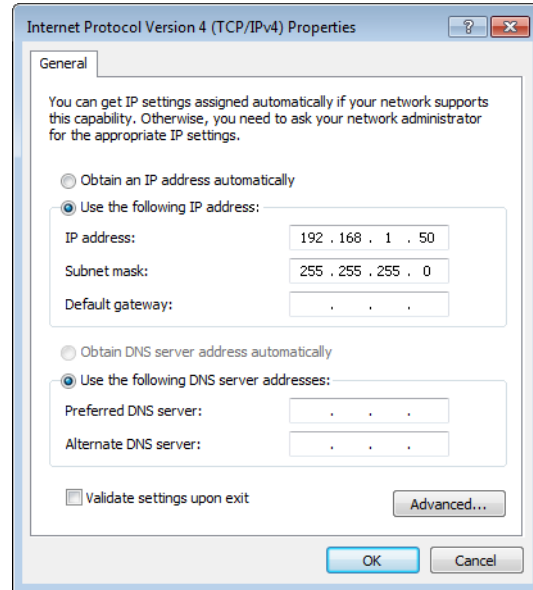 Internet Protocol Version 4 (TCP/IPv4) Properties
General
You can get IP settings assigned automatically if your network supports
this capability. Otherwise, you need to ask your network administrator
for the appropriate IP settings.
Obtain an IP address automatically
Use the following IP address:
IP address: 192 . 168 . 1 . 50
Subnet mask: 255 . 255 . 255 . 0
Default gateway: . . .
Obtain DNS server address automatically
Use the following DNS server addresses:
Preferred DNS server: . . .
Alternate DNS server: . . .
Validate settings upon exit
Advanced...
OK Cancel